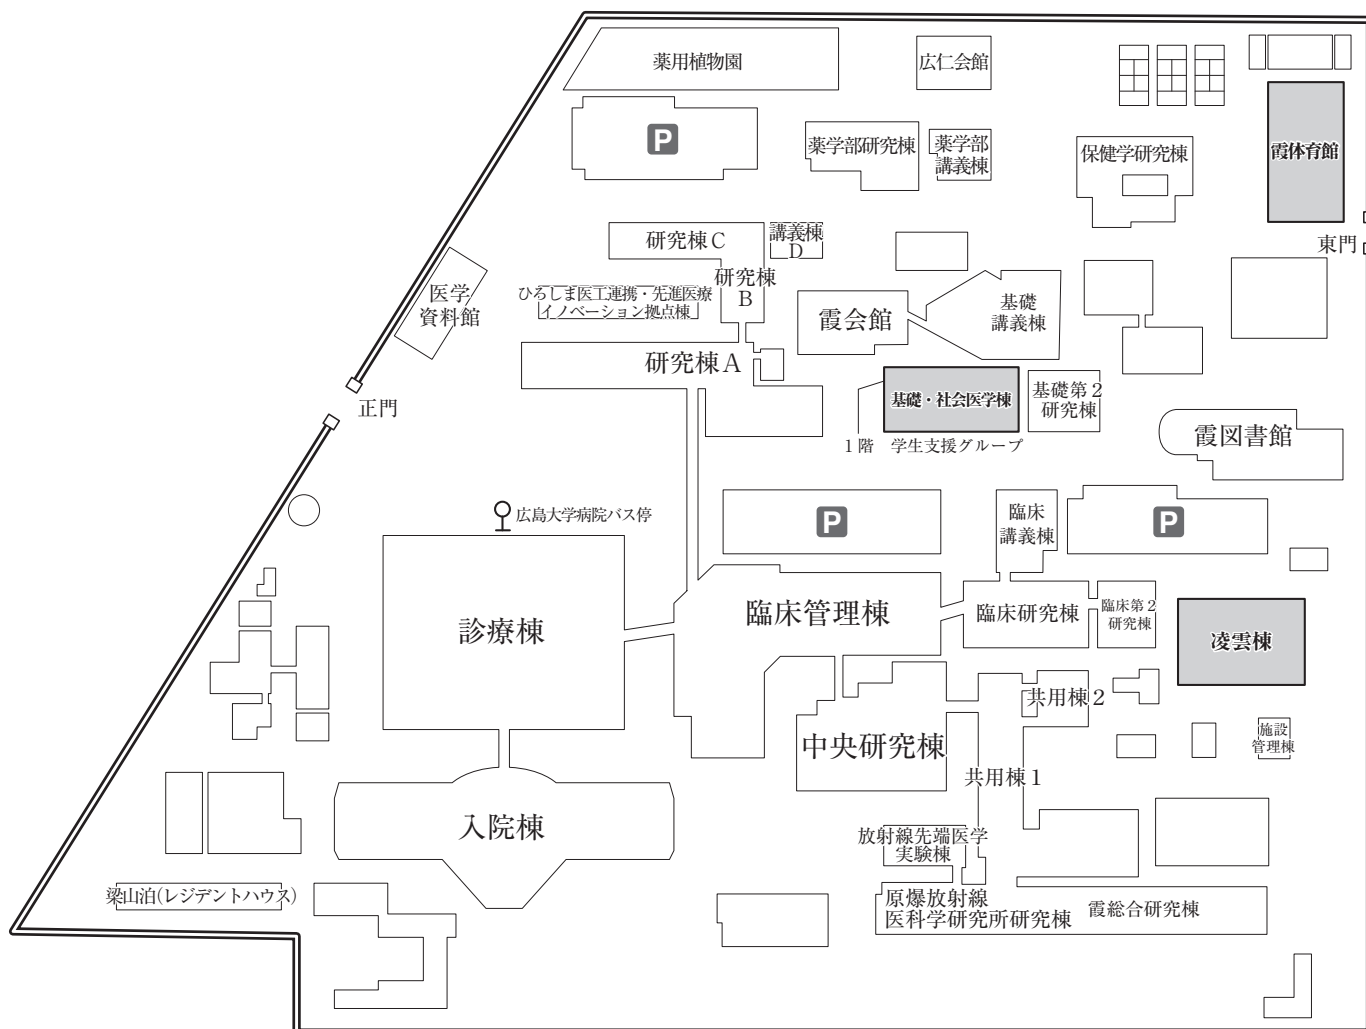 薬用植物園
広仁会館
P
薬学部研究棟
薬学部
講義棟
保健学研究棟
霞体育館
東門
研究棟C
講義棟
D
研究棟
B
ひろしま医工連携・先進医療
イノベーション拠点棟
医学
資料館
霞会館
基礎
講義棟
研究棟A
正門
基礎・社会医学棟
基礎第2
研究棟
1階 学生支援グループ
霞図書館
広島大学病院バス停
P
臨床
講義棟
P
診療棟
臨床管理棟
臨床研究棟
臨床第2
研究棟
凌雲棟
共用棟2
中央研究棟
施設
管理棟
共用棟1
入院棟
放射線先端医学
実験棟
梁山泊(レジデントハウス)
原爆放射線
医科学研究所研究棟
霞総合研究棟